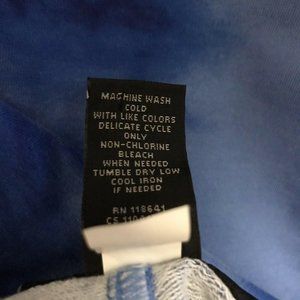 MACHINE WASH
COLD
WITH LIKE COLORS
DELICATE CYCLE
ONLY
NON-CHLORINE
BLEACH
WHEN NEEDED
TUMBLE DRY LOW
COOL IRON
IF NEEDED
RN 118641
CS